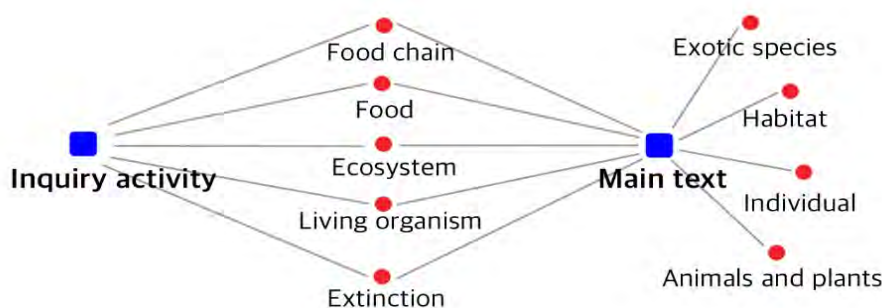 Food chain
Exotic species
Food
Habitat
Ecosystem
Inquiry activity
Main text
Living organism
Individual
Animals and plants
Extinction